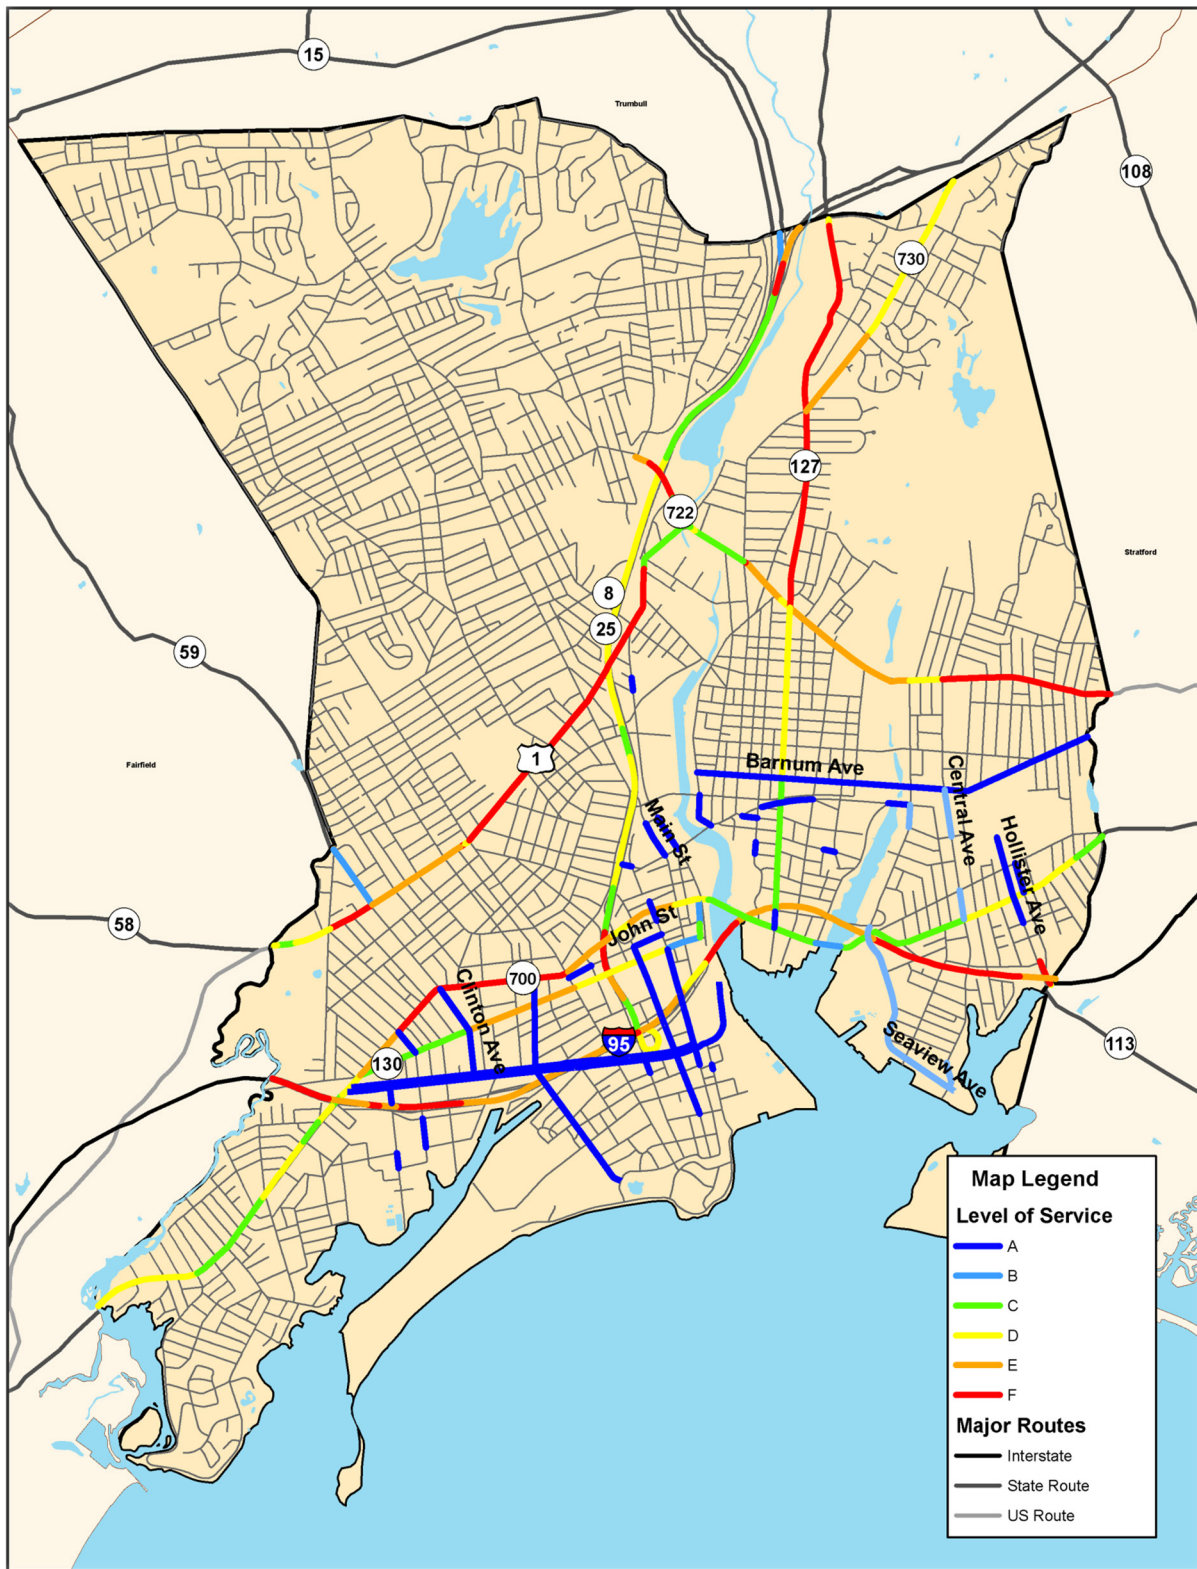 15
Trumbull
108
730
127
722
Stratford
8
25
59
1
Fairfield
Barnum Ave
Central Ave
Main St
Hollister Ave
58
John St
700
Clinton Ave
95
130
Seaview Ave
113
Map Legend
Level of Service
A
B
C
D
E
F
Major Routes
Interstate
State Route
US Route